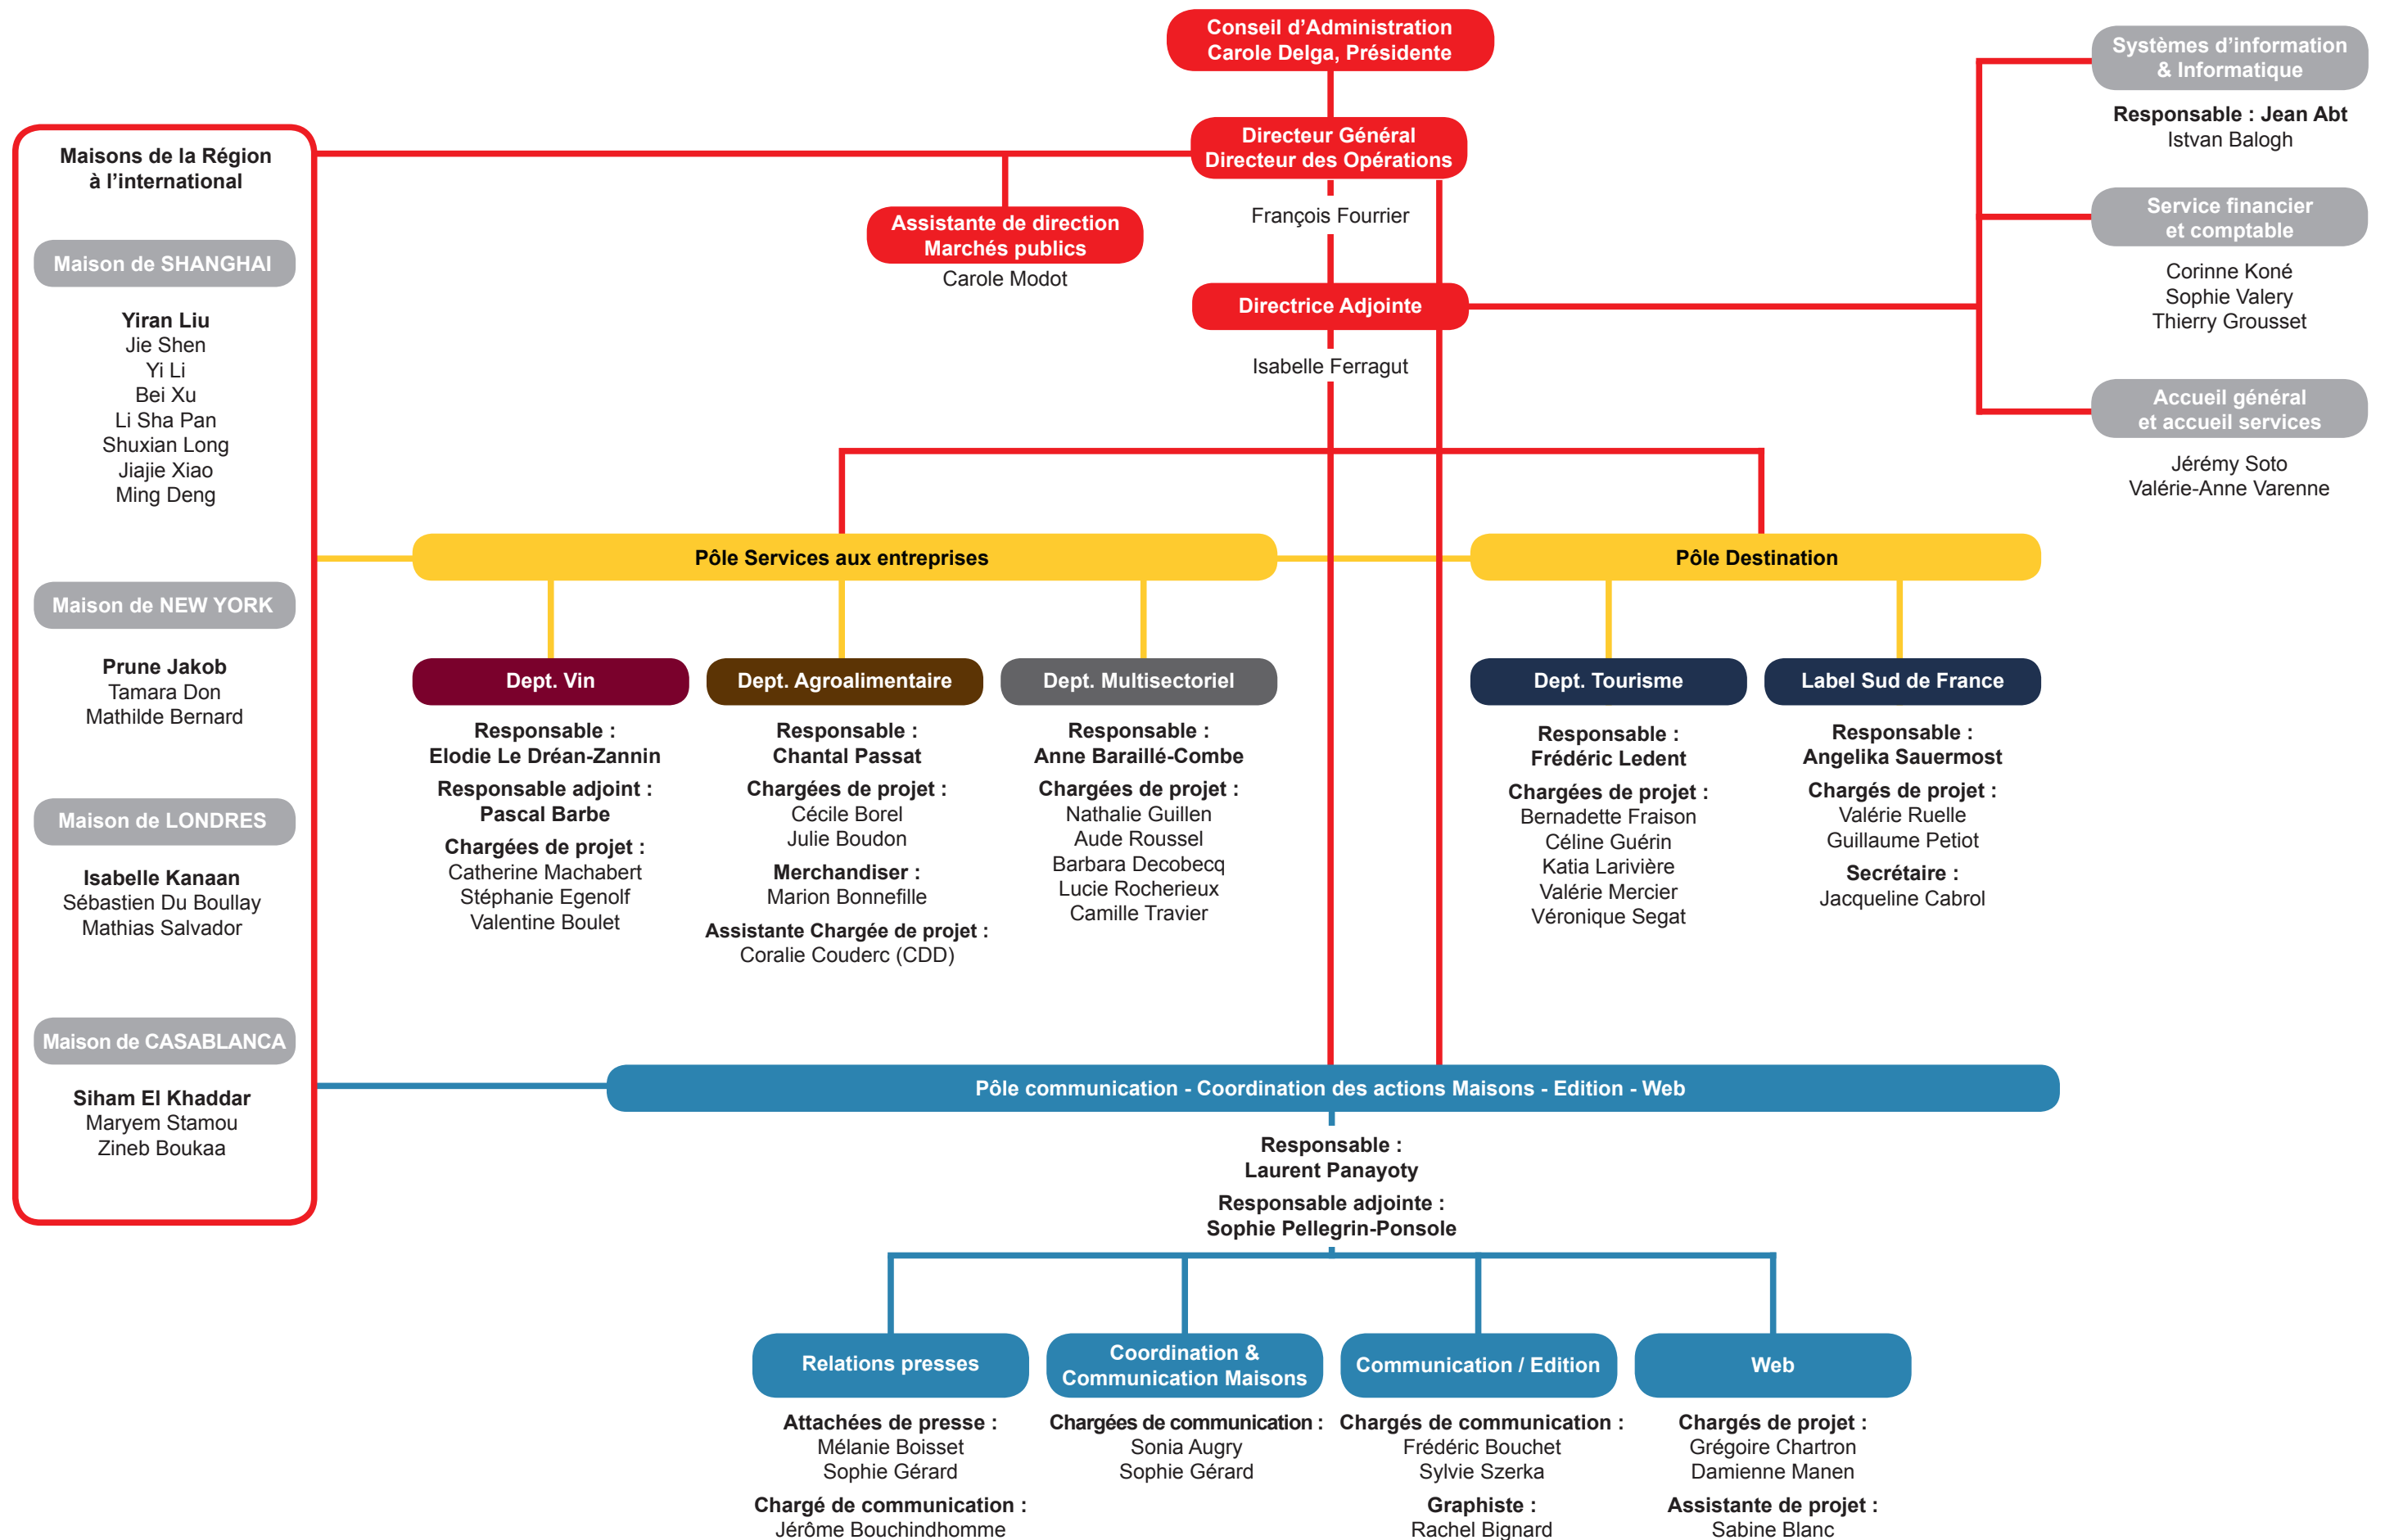 Conseil d’Administration
Carole Delga, Présidente
Directeur Général
Directeur des Opérations
François Fourrier
Assistante de direction
Marchés publics
Carole Modot
Directrice Adjointe
Isabelle Ferragut
Systèmes d’information
& Informatique
Responsable : Jean Abt
Istvan Balogh
Service financier
et comptable
Corinne Koné
Sophie Valery
Thierry Grousset
Accueil général
et accueil services
Jérémy Soto
Valérie-Anne Varenne
Maisons de la Région
à l’international
Maison de SHANGHAI
Yiran Liu
Jie Shen
Yi Li
Bei Xu
Li Sha Pan
Shuxian Long
Jiajie Xiao
Ming Deng
Maison de NEW YORK
Prune Jakob
Tamara Don
Mathilde Bernard
Maison de LONDRES
Isabelle Kanaan
Sébastien Du Boullay
Mathias Salvador
Maison de CASABLANCA
Siham El Khaddar
Maryem Stamou
Zineb Boukaa
Pôle Services aux entreprises
Dept. Vin
Responsable :
Elodie Le Dréan-Zannin
Responsable adjoint :
Pascal Barbe
Chargées de projet :
Catherine Machabert
Stéphanie Egenolf
Valentine Boulet
Dept. Agroalimentaire
Responsable :
Chantal Passat
Chargées de projet :
Cécile Borel
Julie Boudon
Merchandiser :
Marion Bonnefille
Assistante Chargée de projet :
Coralie Couderc (CDD)
Dept. Multisectoriel
Responsable :
Anne Baraillé-Combe
Chargées de projet :
Nathalie Guillen
Aude Roussel
Barbara Decobecq
Lucie Rocherieux
Camille Travier
Pôle Destination
Dept. Tourisme
Responsable :
Frédéric Ledent
Chargées de projet :
Bernadette Fraison
Céline Guérin
Katia Larivière
Valérie Mercier
Véronique Segat
Label Sud de France
Responsable :
Angelika Sauermost
Chargés de projet :
Valérie Ruelle
Guillaume Petiot
Secrétaire :
Jacqueline Cabrol
Pôle communication - Coordination des actions Maisons - Edition - Web
Responsable :
Laurent Panayoty
Responsable adjointe :
Sophie Pellegrin-Ponsole
Relations presses
Attachées de presse :
Mélanie Boisset
Sophie Gérard
Chargé de communication :
Jérôme Bouchindhomme
Coordination &
Communication Maisons
Chargées de communication :
Sonia Augry
Sophie Gérard
Communication / Edition
Chargés de communication :
Frédéric Bouchet
Sylvie Szerka
Graphiste :
Rachel Bignard
Web
Chargés de projet :
Grégoire Chartron
Damienne Manen
Assistante de projet :
Sabine Blanc